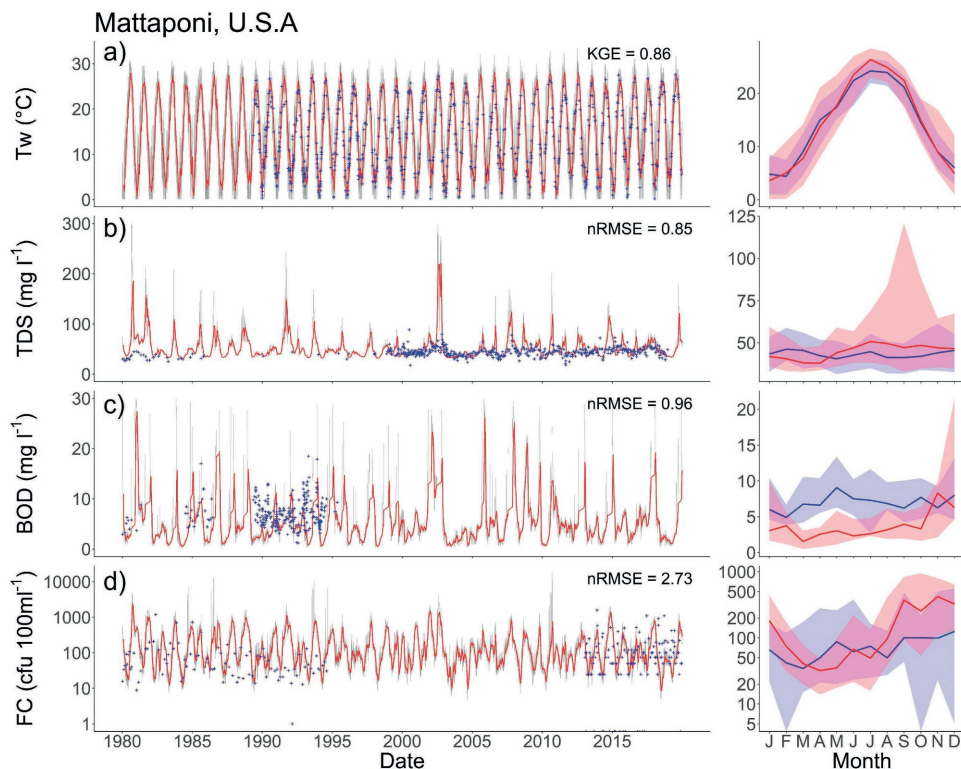 Mattaponi, U.S.A
a)
KGE = 0.86
Tw (°C)
30
20
10
0
20
10
0
b)
nRMSE = 0.85
TDS (mg l⁻¹)
300
200
100
0
125
100
75
50
c)
nRMSE = 0.96
BOD (mg l⁻¹)
30
20
10
0
20
15
10
5
0
d)
nRMSE = 2.73
FC (cfu 100ml⁻¹)
10000
1000
100
10
1
1000
500
200
100
50
20
10
5
1980 1985 1990 1995 2000 2005 2010 2015
J F M A M J J A S O N D
Date
Month